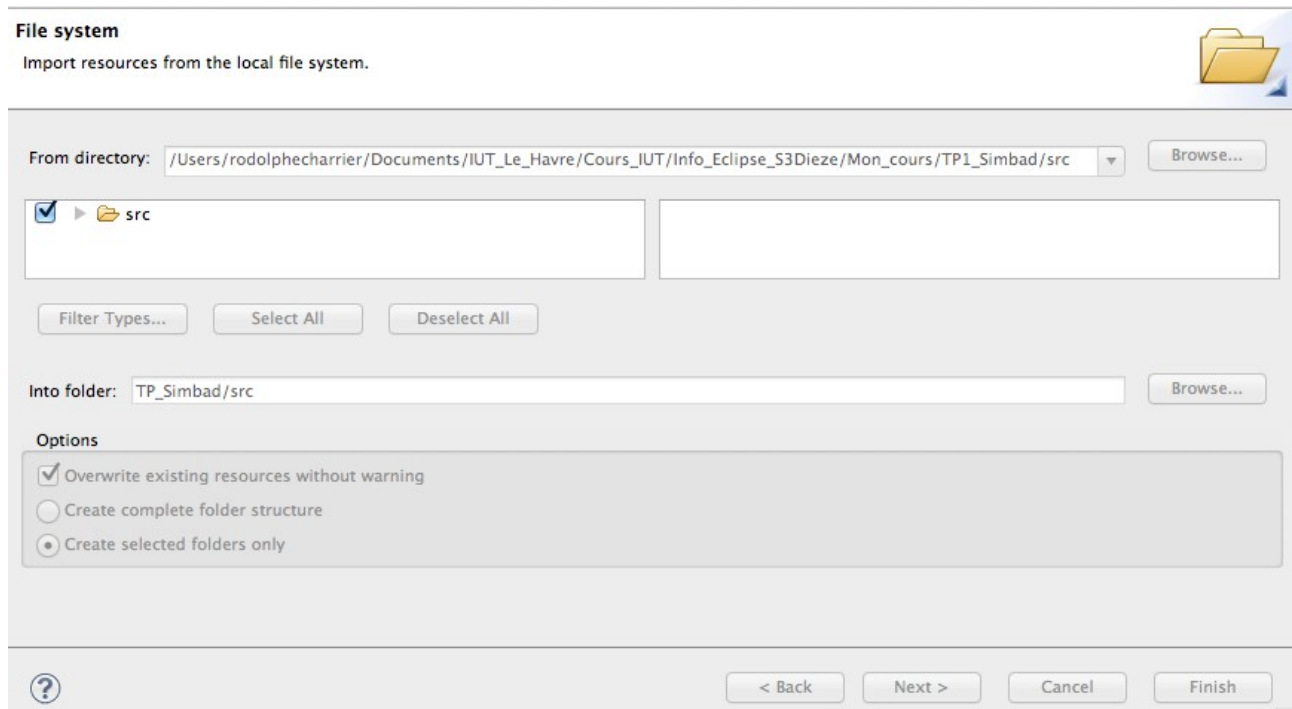 File system
Import resources from the local file system.
From directory: /Users/rodolphecharrier/Documents/IUT_Le_Havre/Cours_IUT/Info_Eclipse_S3Dieze/Mon_cours/TP1_Simbad/src Browse...
src
Filter Types... Select All Deselect All
Into folder: TP_Simbad/src Browse...
Options
Overwrite existing resources without warning
Create complete folder structure
Create selected folders only
? < Back Next > Cancel Finish